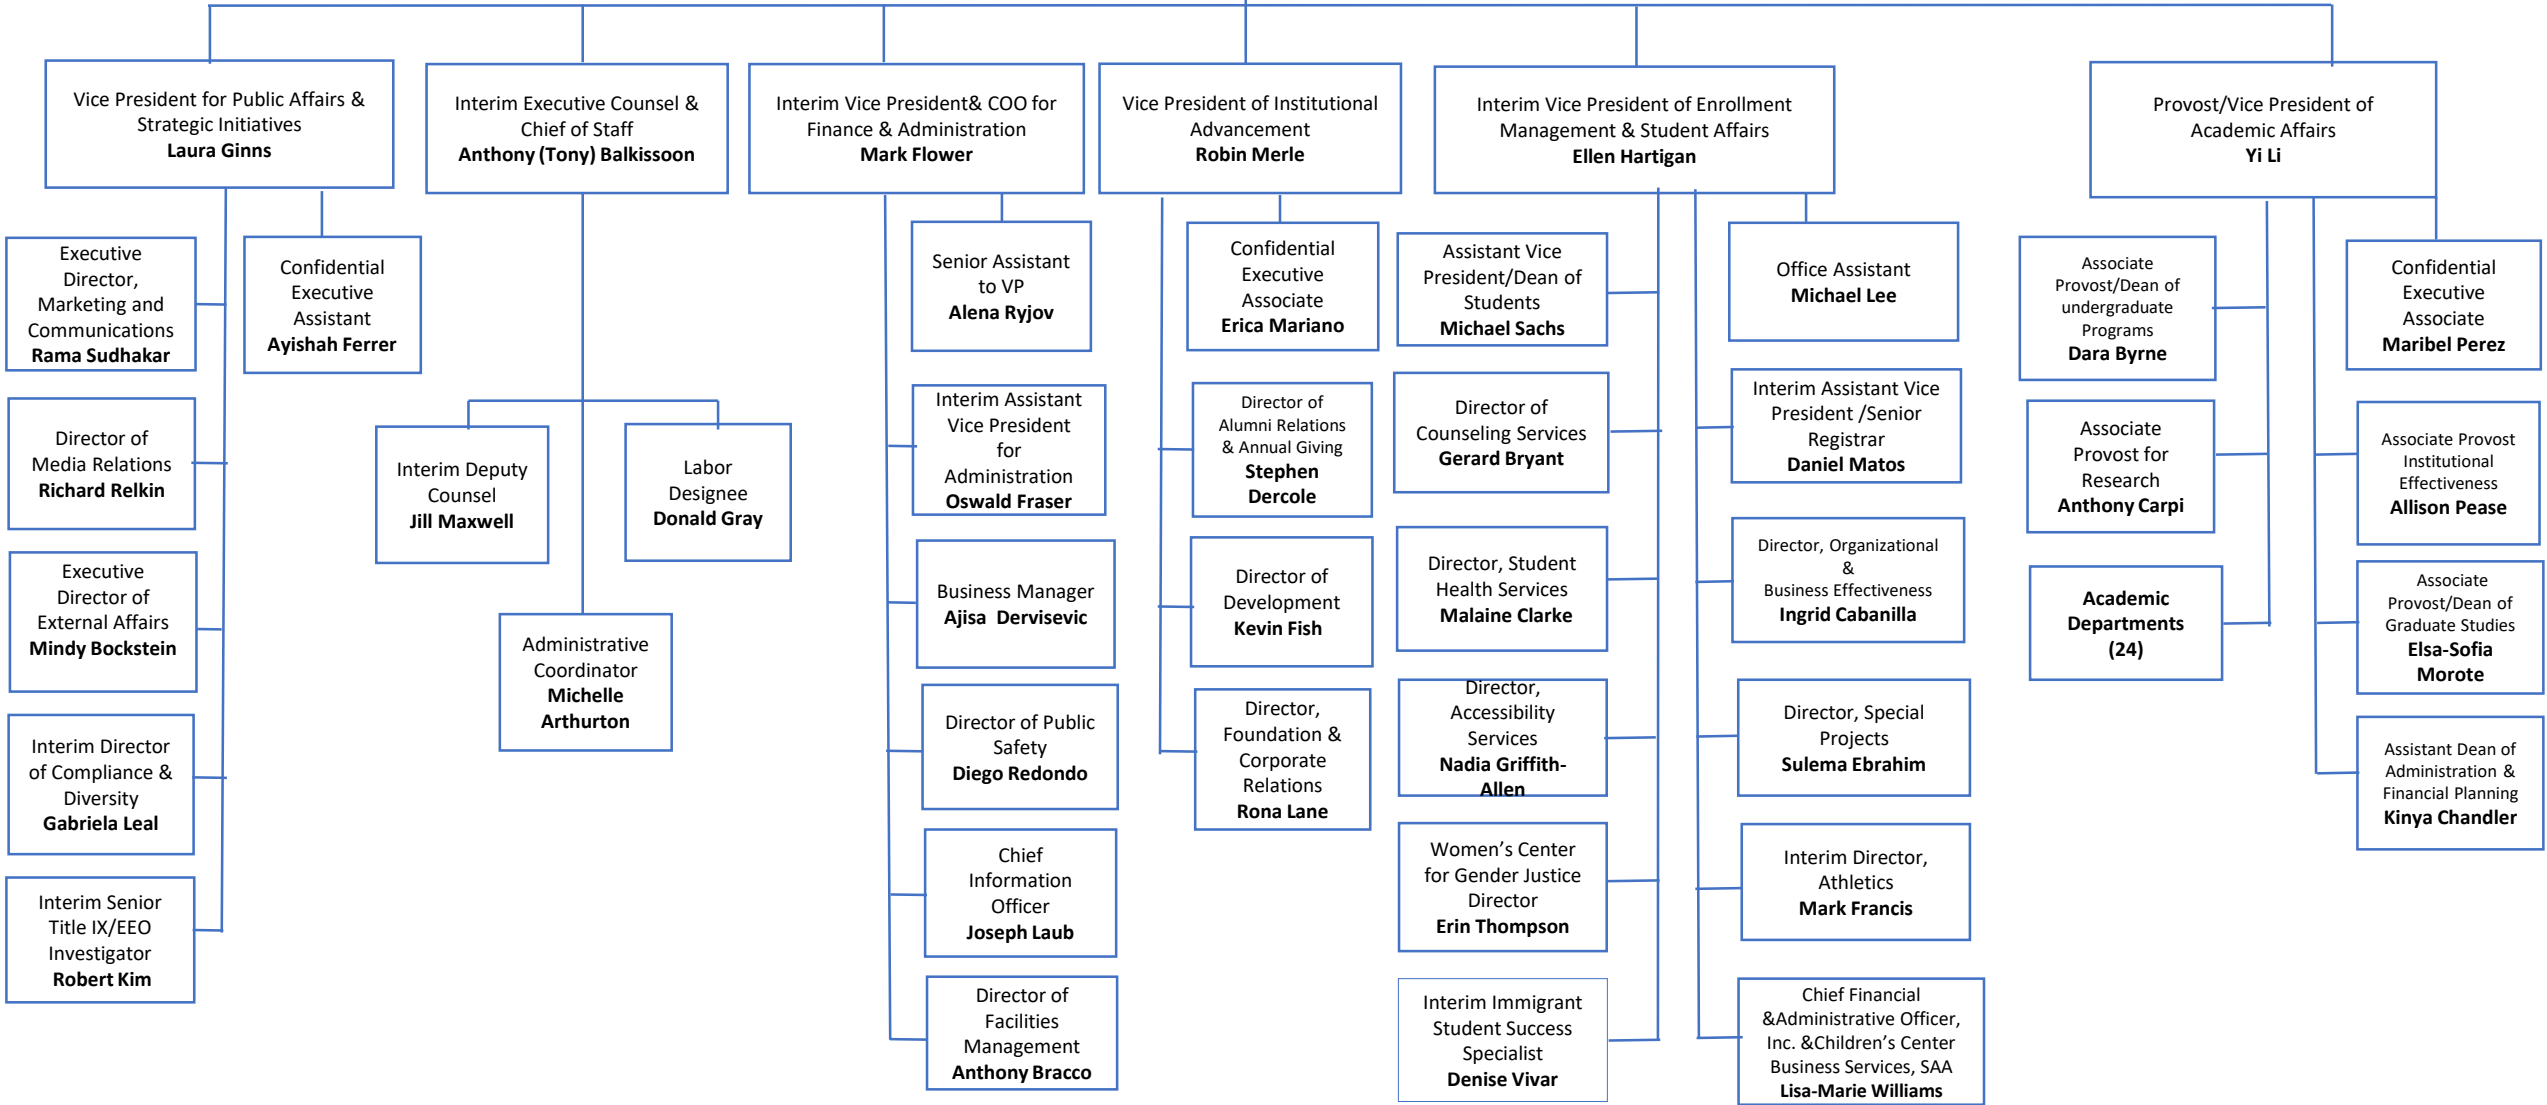 Vice President for Public Affairs &
Strategic Initiatives
Laura Ginns
Interim Executive Counsel &
Chief of Staff
Anthony (Tony) Balkissoon
Interim Vice President& COO for
Finance & Administration
Mark Flower
Vice President of Institutional
Advancement
Robin Merle
Interim Vice President of Enrollment
Management & Student Affairs
Ellen Hartigan
Provost/Vice President of
Academic Affairs
Yi Li
Executive
Director,
Marketing and
Communications
Rama Sudhakar
Confidential
Executive
Assistant
Ayishah Ferrer
Director of
Media Relations
Richard Relkin
Executive
Director of
External Affairs
Mindy Bockstein
Interim Director
of Compliance &
Diversity
Gabriela Leal
Interim Senior
Title IX/EEO
Investigator
Robert Kim
Interim Deputy
Counsel
Jill Maxwell
Labor
Designee
Donald Gray
Administrative
Coordinator
Michelle
Arthurton
Senior Assistant
to VP
Alena Ryjov
Interim Assistant
Vice President
for
Administration
Oswald Fraser
Business Manager
Ajisa  Dervisevic
Director of Public
Safety
Diego Redondo
Chief
Information
Officer
Joseph Laub
Director of
Facilities
Management
Anthony Bracco
Confidential
Executive
Associate
Erica Mariano
Director of
Alumni Relations
& Annual Giving
Stephen
Dercole
Director of
Development
Kevin Fish
Director,
Foundation &
Corporate
Relations
Rona Lane
Assistant Vice
President/Dean of
Students
Michael Sachs
Director of
Counseling Services
Gerard Bryant
Director, Student
Health Services
Malaine Clarke
Director,
Accessibility
Services
Nadia Griffith-
Allen
Women’s Center
for Gender Justice
Director
Erin Thompson
Interim Immigrant
Student Success
Specialist
Denise Vivar
Office Assistant
Michael Lee
Interim Assistant Vice
President /Senior
Registrar
Daniel Matos
Director, Organizational
&
Business Effectiveness
Ingrid Cabanilla
Director, Special
Projects
Sulema Ebrahim
Interim Director,
Athletics
Mark Francis
Chief Financial
&Administrative Officer,
Inc. &Children’s Center
Business Services, SAA
Lisa-Marie Williams
Associate
Provost/Dean of
undergraduate
Programs
Dara Byrne
Associate
Provost for
Research
Anthony Carpi
Academic
Departments
(24)
Confidential
Executive
Associate
Maribel Perez
Associate Provost
Institutional
Effectiveness
Allison Pease
Associate
Provost/Dean of
Graduate Studies
Elsa-Sofia
Morote
Assistant Dean of
Administration &
Financial Planning
Kinya Chandler